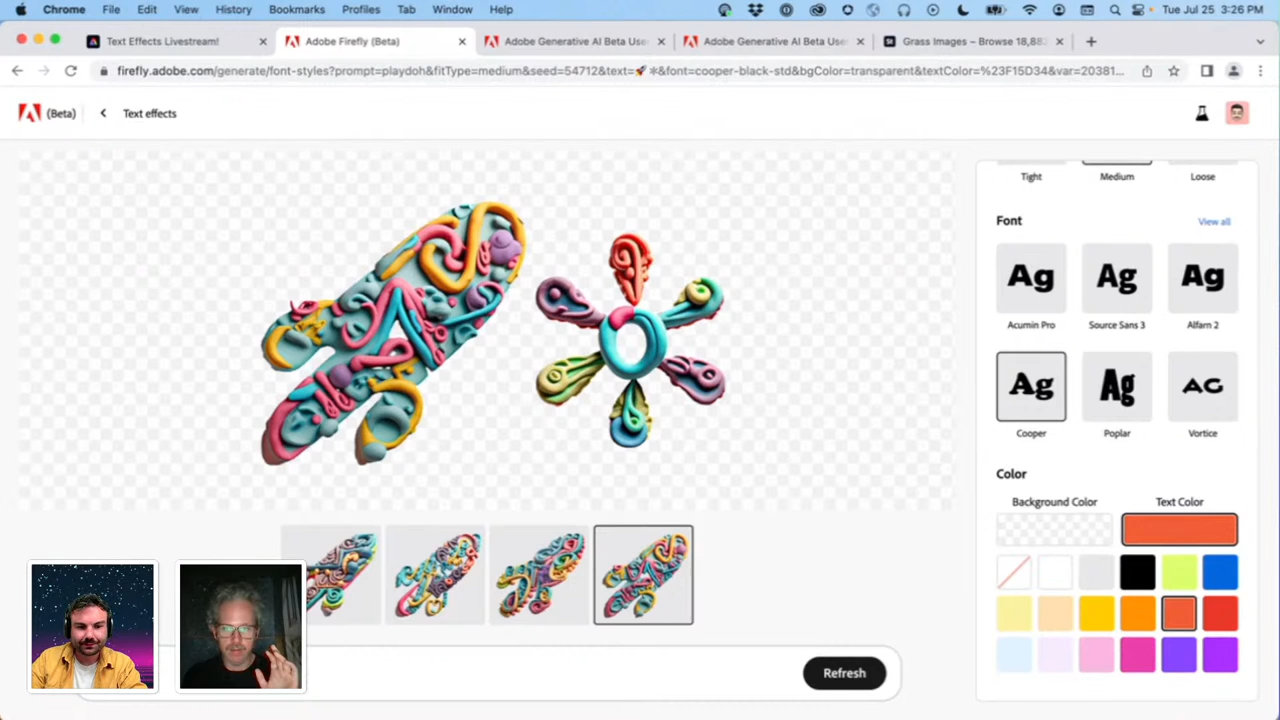 Chrome File Edit View History Bookmarks Profiles Tab Window Help Tue Jul 25 3:26 PM
Text Effects Livestream! Adobe Firefly (Beta) Adobe Generative AI Beta Use Adobe Generative AI Beta Use St Grass Images – Browse 18,882
firefly.adobe.com/generate/font-styles?prompt=playdoh&fitType=medium&seed=54712&text=🚀✻&font=cooper-black-std&bgColor=transparent&textColor=%23F15D34&var=20381...
(Beta) Text effects
Tight Medium Loose
Font View all
Ag Ag Ag
Acumin Pro Source Sans 3 Alfarn 2
Ag Ag AG
Cooper Poplar Vortice
Color
Background Color Text Color
Refresh